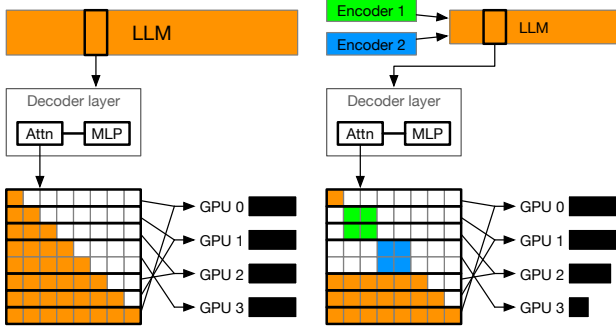 LLM
Decoder layer
Attn
MLP
GPU 0
GPU 1
GPU 2
GPU 3
Encoder 1
Encoder 2
LLM
Decoder layer
Attn
MLP
GPU 0
GPU 1
GPU 2
GPU 3